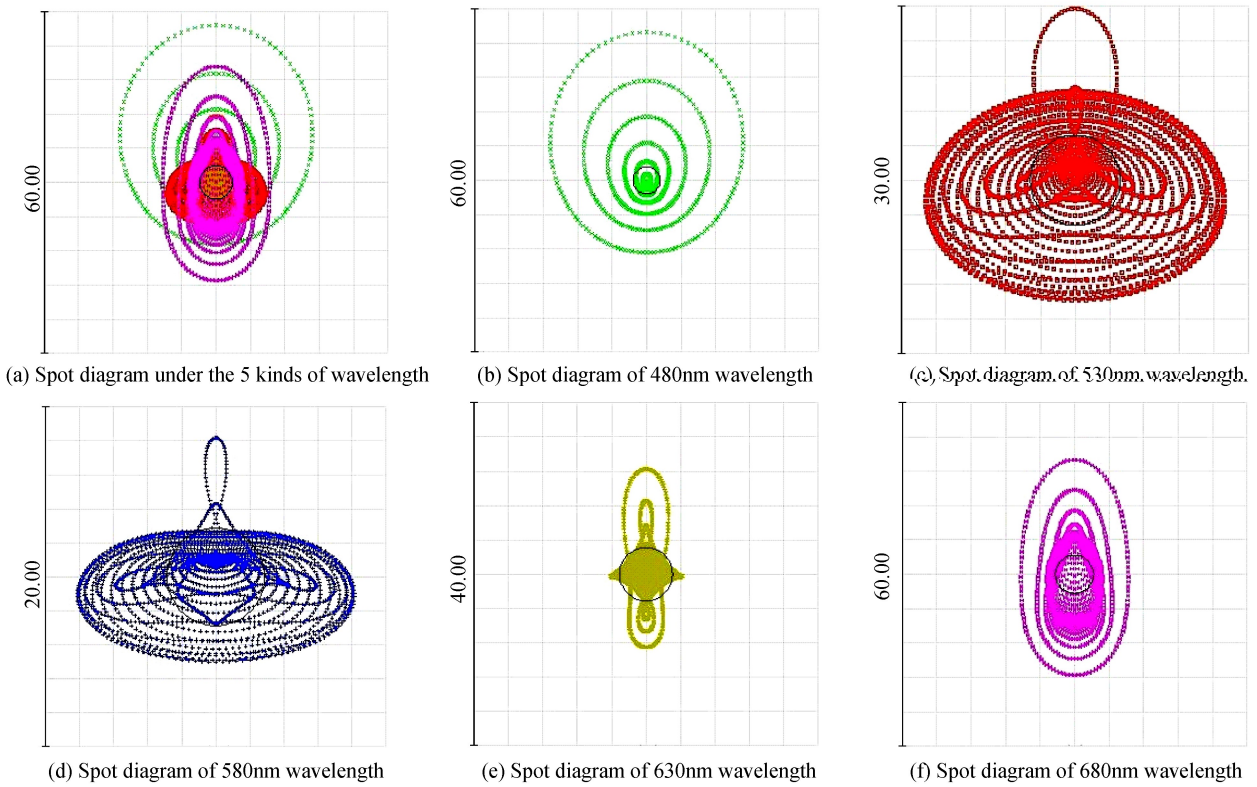 60.00
60.00
30.00
(a) Spot diagram under the 5 kinds of wavelength
(b) Spot diagram of 480nm wavelength
(c) Spot diagram of 530nm wavelength.
20.00
40.00
60.00
(d) Spot diagram of 580nm wavelength
(e) Spot diagram of 630nm wavelength
(f) Spot diagram of 680nm wavelength